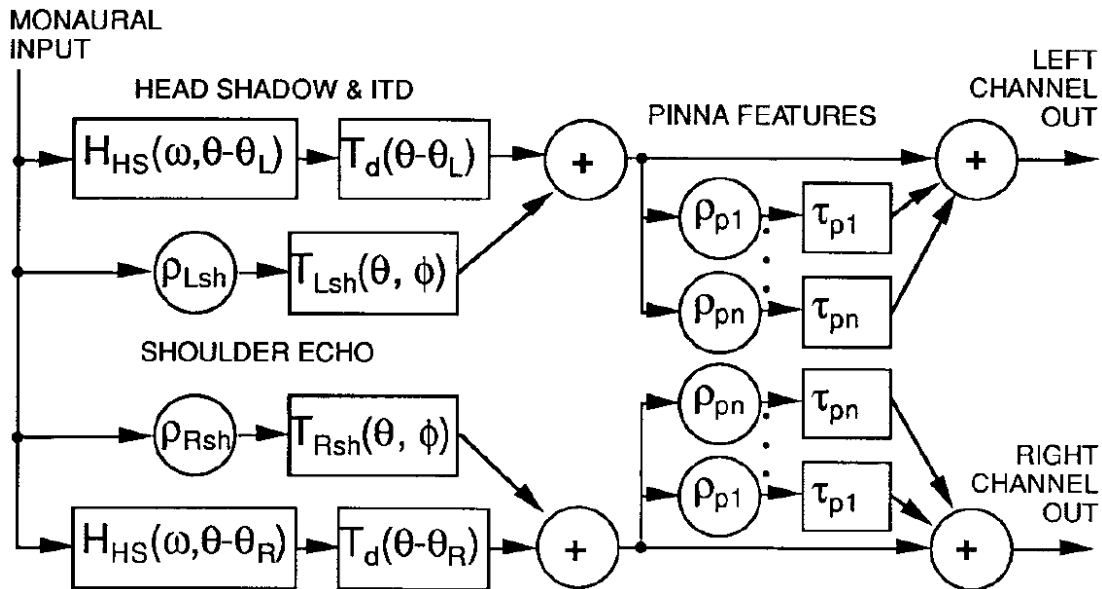 MONAURAL
INPUT
HEAD SHADOW & ITD
LEFT
CHANNEL
OUT
PINNA FEATURES
H_HS(ω,θ-θ_L)
T_d(θ-θ_L)
+
+
ρ_p1
τ_p1
ρ_Lsh
T_Lsh(θ, φ)
ρ_pn
τ_pn
SHOULDER ECHO
ρ_pn
τ_pn
ρ_Rsh
T_Rsh(θ, φ)
ρ_p1
τ_p1
RIGHT
CHANNEL
OUT
H_HS(ω,θ-θ_R)
T_d(θ-θ_R)
+
+